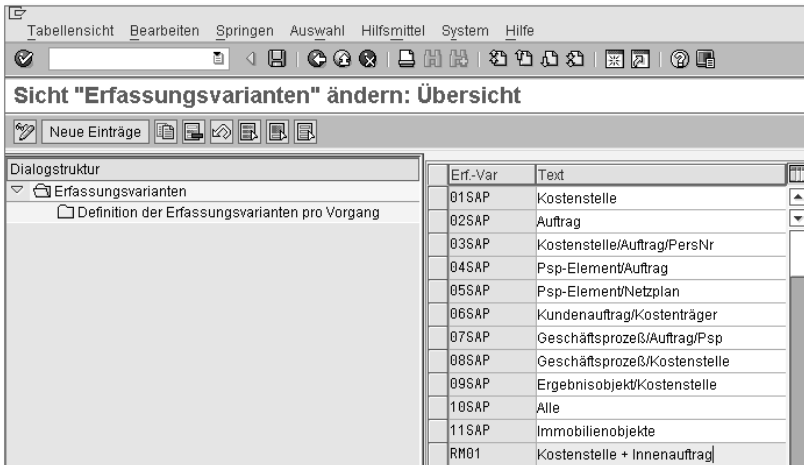 Tabellensicht Bearbeiten Springen Auswahl Hilfsmittel System Hilfe
Sicht "Erfassungsvarianten" ändern: Übersicht
Neue Einträge
Dialogstruktur
Erfassungsvarianten
Definition der Erfassungsvarianten pro Vorgang
Erf.-Var Text
01SAP Kostenstelle
02SAP Auftrag
03SAP Kostenstelle/Auftrag/PersNr
04SAP Psp-Element/Auftrag
05SAP Psp-Element/Netzplan
06SAP Kundenauftrag/Kostenträger
07SAP Geschäftsprozeß/Auftrag/Psp
08SAP Geschäftsprozeß/Kostenstelle
09SAP Ergebnisobjekt/Kostenstelle
10SAP Alle
11SAP Immobilienobjekte
RM01 Kostenstelle + Innenauftrag